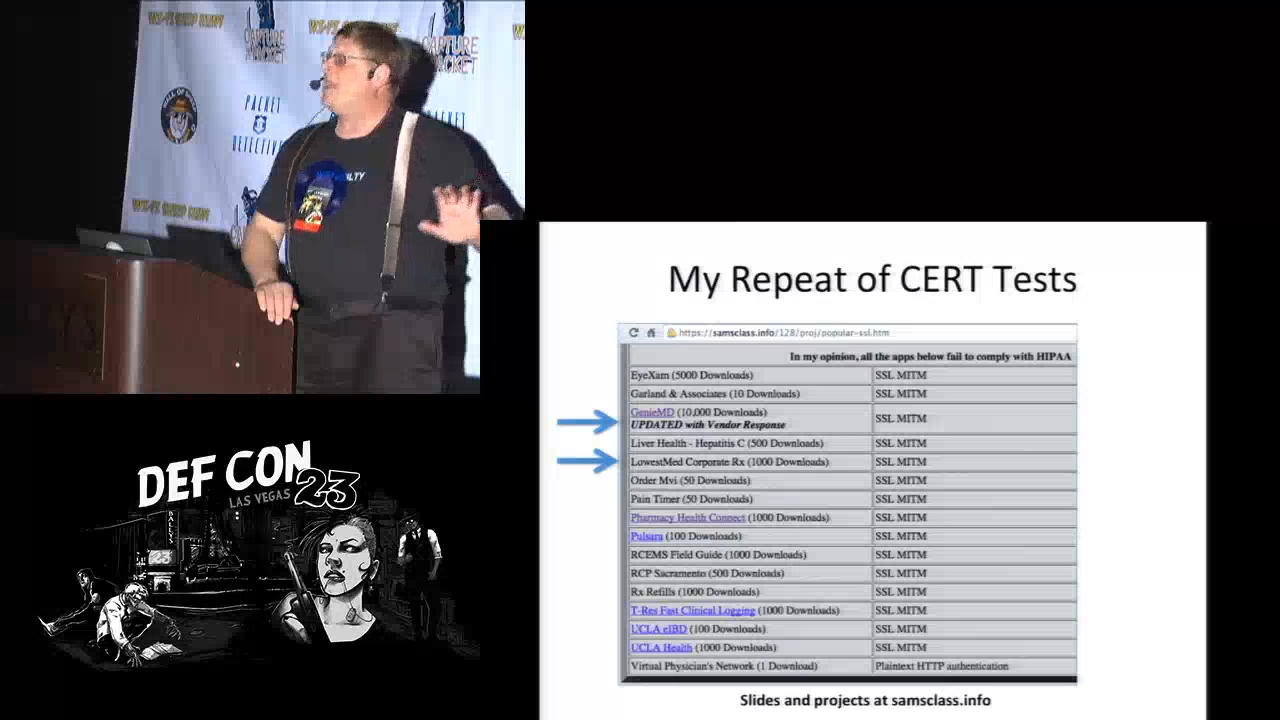 CAPTURE
PACKET
PACKET
DETECTIVE
DEF CON
LAS VEGAS 23
BALLY'S
My Repeat of CERT Tests
https://samsclass.info/128/proj/popular-ssl.htm
In my opinion, all the apps below fail to comply with HIPAA
EyeXam (5000 Downloads) SSL MITM
Garland & Associates (10 Downloads) SSL MITM
GenieMD (10,000 Downloads) SSL MITM
UPDATED with Vendor Response
Liver Health - Hepatitis C (500 Downloads) SSL MITM
LowestMed Corporate Rx (1000 Downloads) SSL MITM
Order Mvi (50 Downloads) SSL MITM
Pain Timer (50 Downloads) SSL MITM
Pharmacy Health Connect (1000 Downloads) SSL MITM
Pulsara (100 Downloads) SSL MITM
RCEMS Field Guide (1000 Downloads) SSL MITM
RCP Sacramento (500 Downloads) SSL MITM
Rx Refills (1000 Downloads) SSL MITM
T-Res Fast Clinical Logging (1000 Downloads) SSL MITM
UCLA eIBD (100 Downloads) SSL MITM
UCLA Health (1000 Downloads) SSL MITM
Virtual Physician's Network (1 Download) Plaintext HTTP authentication
Slides and projects at samsclass.info